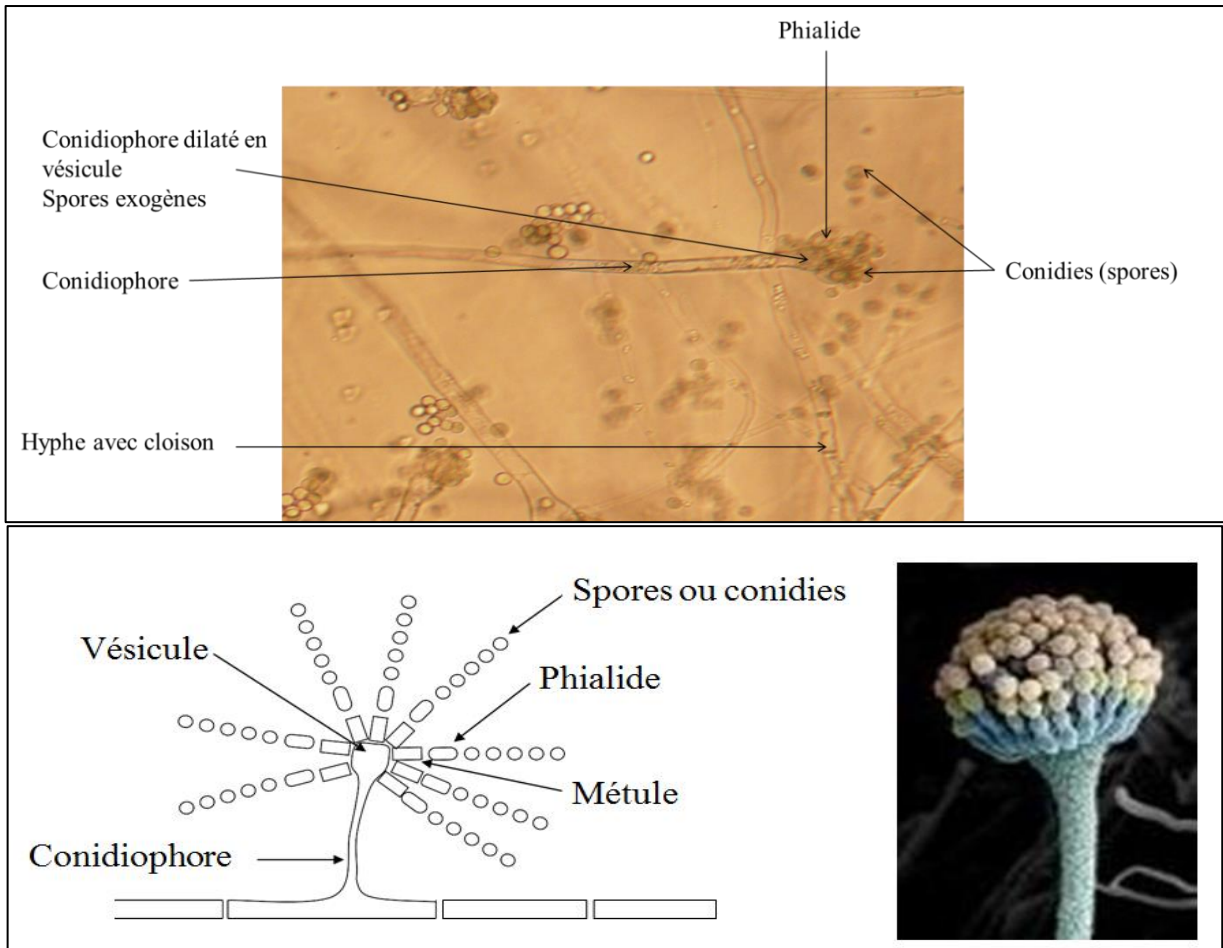 Phialide
Conidiophore dilaté en
vésicule
Spores exogènes
Conidiophore
Conidies (spores)
Hyphe avec cloison
Spores ou conidies
Vésicule
Phialide
Métule
Conidiophore